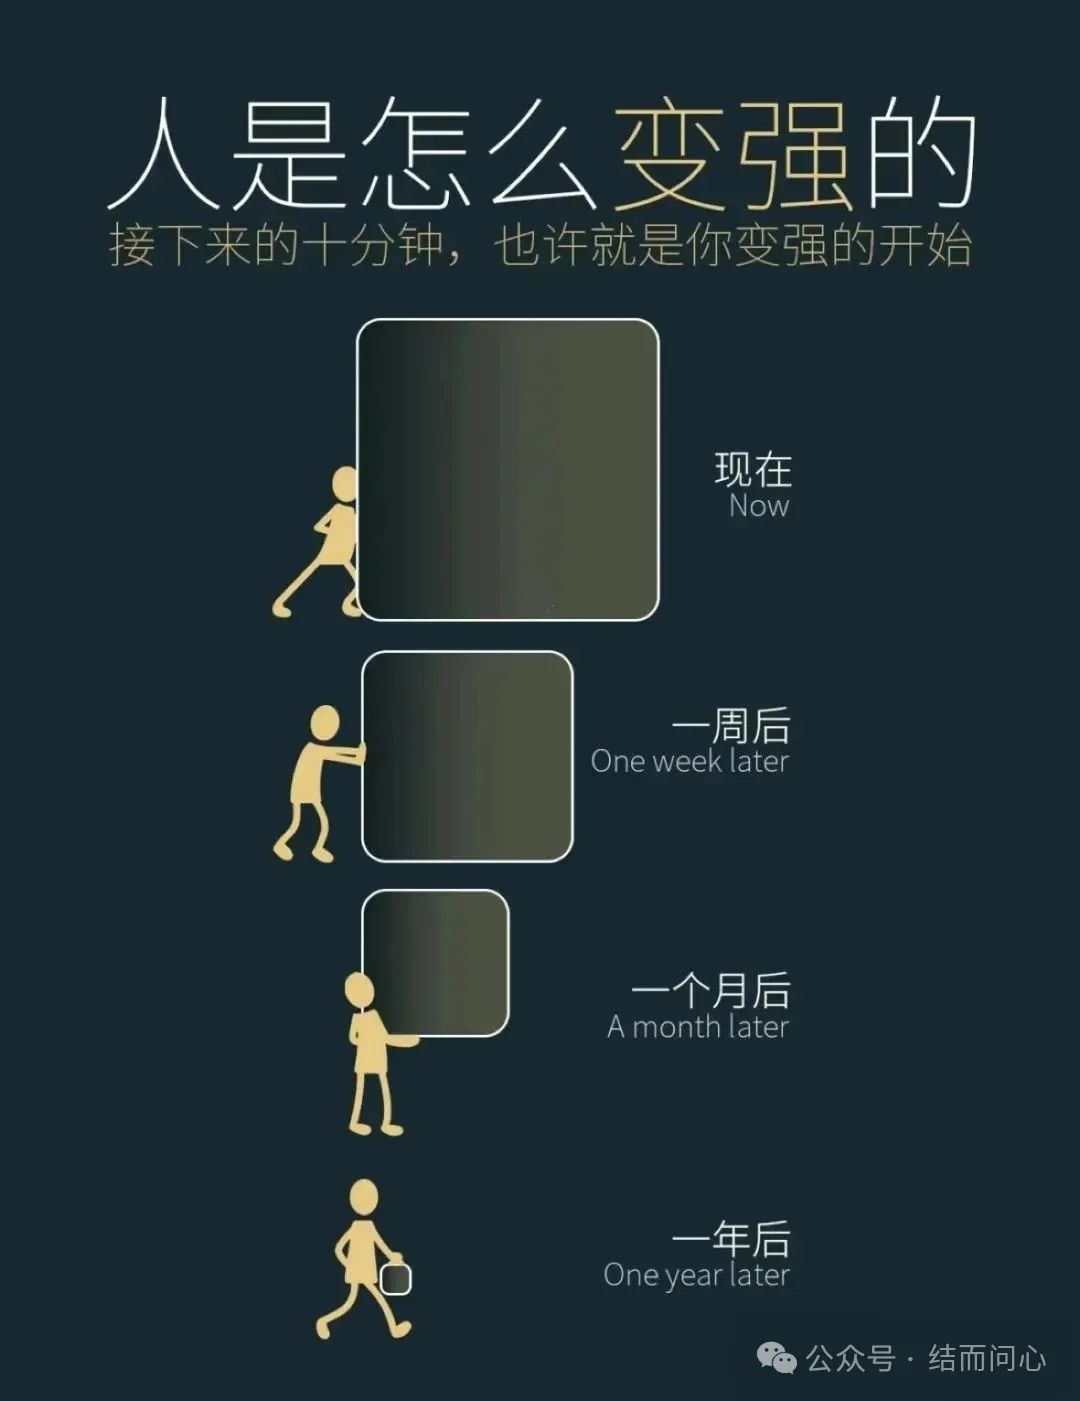 人是怎么变强的
接下来的十分钟，也许就是你变强的开始
现在
Now
一周后
One week later
一个月后
A month later
一年后
One year later
公众号 · 结而问心